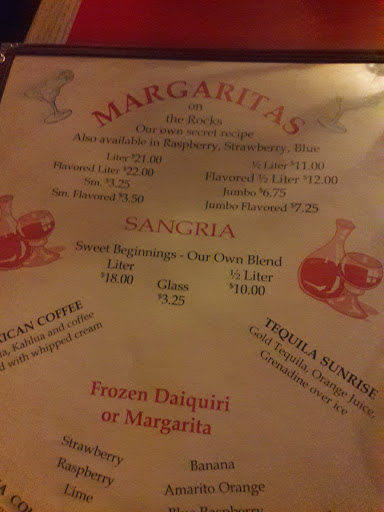 MARGARITAS
on
the Rocks
Our own secret recipe
Also available in Raspberry, Strawberry, Blue
Liter $21.00
½ Liter $11.00
Flavored Liter $22.00
Flavored ½ Liter $12.00
Sm. $3.25
Jumbo $6.75
Sm. Flavored $3.50
Jumbo Flavored $7.25
SANGRIA
Sweet Beginnings - Our Own Blend
Liter
$18.00
Glass
$3.25
½ Liter
$10.00
COFFEE
Kahlua and coffee
with whipped cream
TEQUILA SUNRISE
Gold Tequila, Orange Juice,
Grenadine over ice
Frozen Daiquiri
or Margarita
Strawberry
Banana
Raspberry
Amarito Orange
Lime
Blue Raspberry